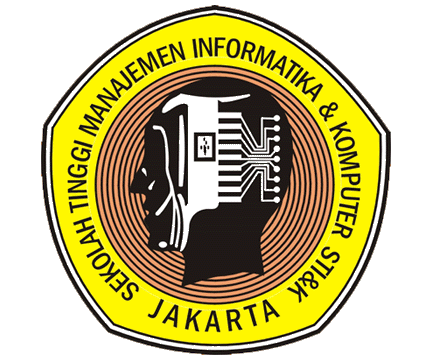 SEKOLAH TINGGI MANAJEMEN INFORMATIKA & KOMPUTER STI&K
JAKARTA